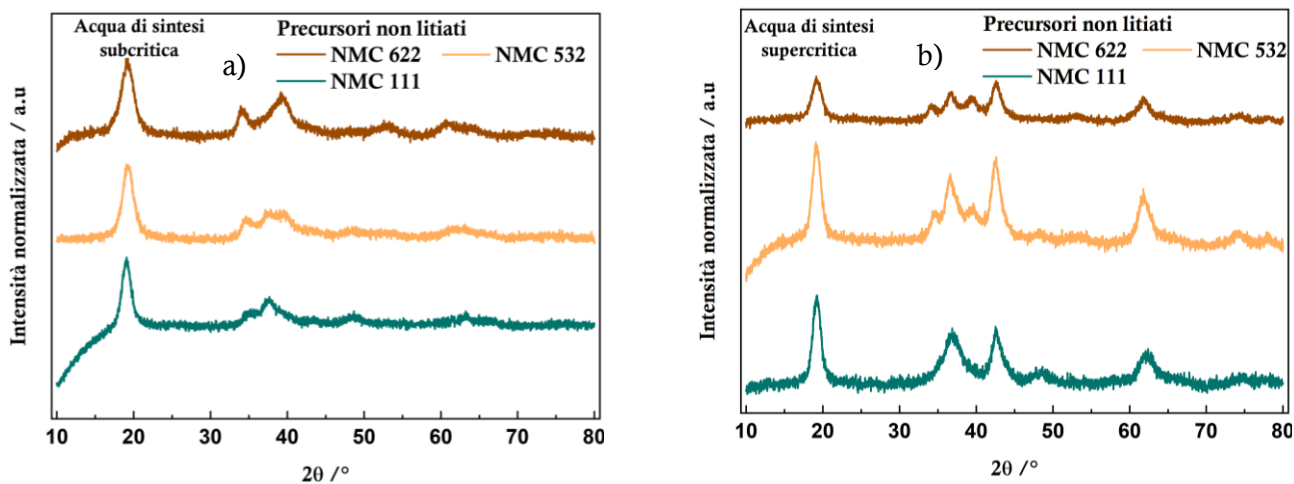 Acqua di sintesi
subcritica
a)
Precursori non litiati
NMC 622
NMC 532
NMC 111
Intensità normalizzata / a.u
10 20 30 40 50 60 70 80
2θ /°
Acqua di sintesi
supercritica
b)
Precursori non litiati
NMC 622
NMC 532
NMC 111
Intensità normalizzata / a.u
10 20 30 40 50 60 70 80
2θ /°